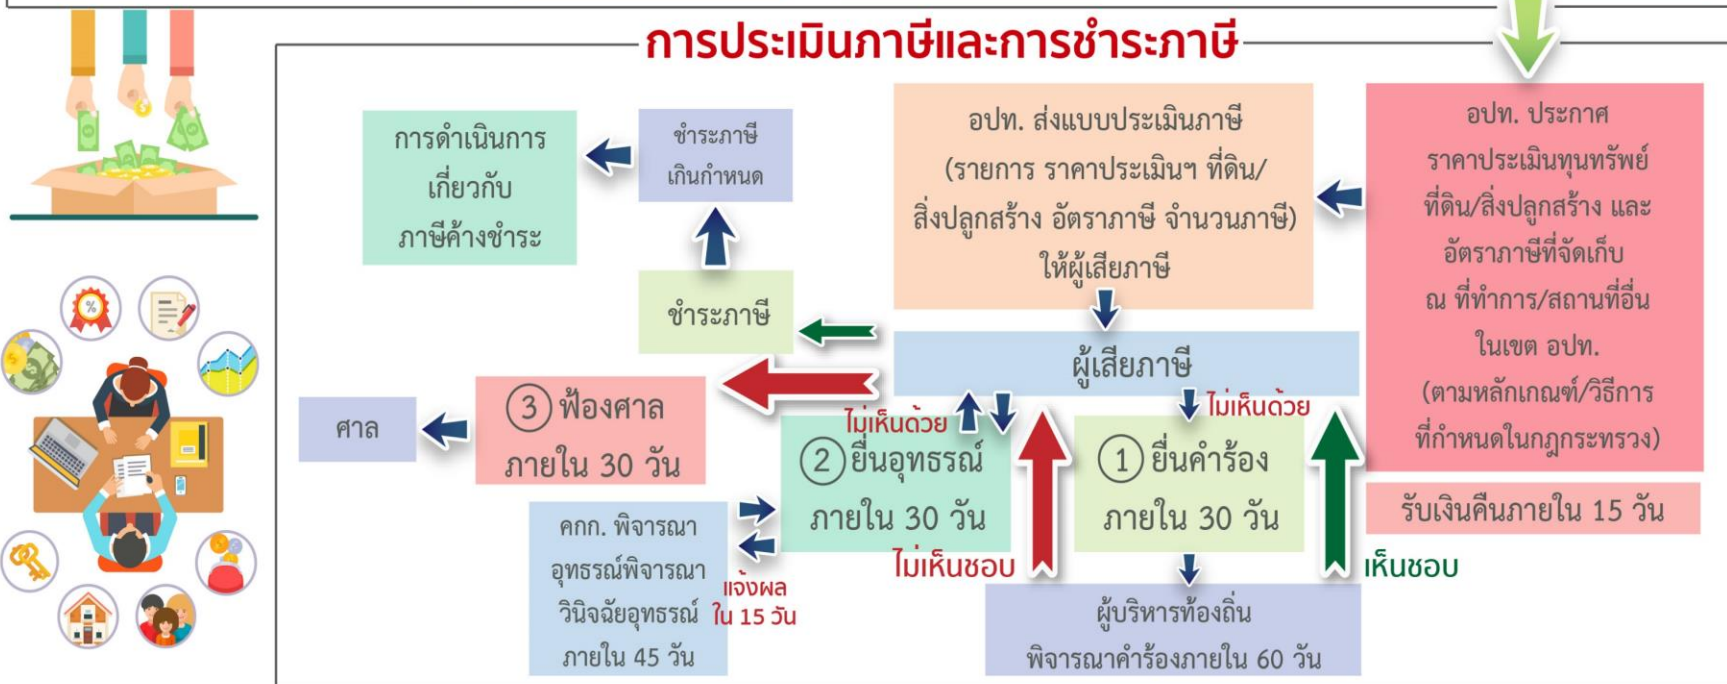 การประเมินภาษีและการชำระภาษี
อปท. ประกาศ
ราคาประเมินทุนทรัพย์
ที่ดิน/สิ่งปลูกสร้าง และ
อัตราภาษีที่จัดเก็บ
ณ ที่ทำการ/สถานที่อื่น
ในเขต อปท.
(ตามหลักเกณฑ์/วิธีการ
ที่กำหนดในกฎกระทรวง)
อปท. ส่งแบบประเมินภาษี
(รายการ ราคาประเมินฯ ที่ดิน/
สิ่งปลูกสร้าง อัตราภาษี จำนวนภาษี)
ให้ผู้เสียภาษี
ชำระภาษี
เกินกำหนด
การดำเนินการ
เกี่ยวกับ
ภาษีค้างชำระ
ชำระภาษี
ผู้เสียภาษี
ไม่เห็นด้วย
ไม่เห็นด้วย
① ยื่นคำร้อง
ภายใน 30 วัน
② ยื่นอุทธรณ์
ภายใน 30 วัน
③ ฟ้องศาล
ภายใน 30 วัน
ศาล
รับเงินคืนภายใน 15 วัน
เห็นชอบ
ไม่เห็นชอบ
ผู้บริหารท้องถิ่น
พิจารณาคำร้องภายใน 60 วัน
คกก. พิจารณา
อุทธรณ์พิจารณา
วินิจฉัยอุทธรณ์
ภายใน 45 วัน
แจ้งผล
ใน 15 วัน
%